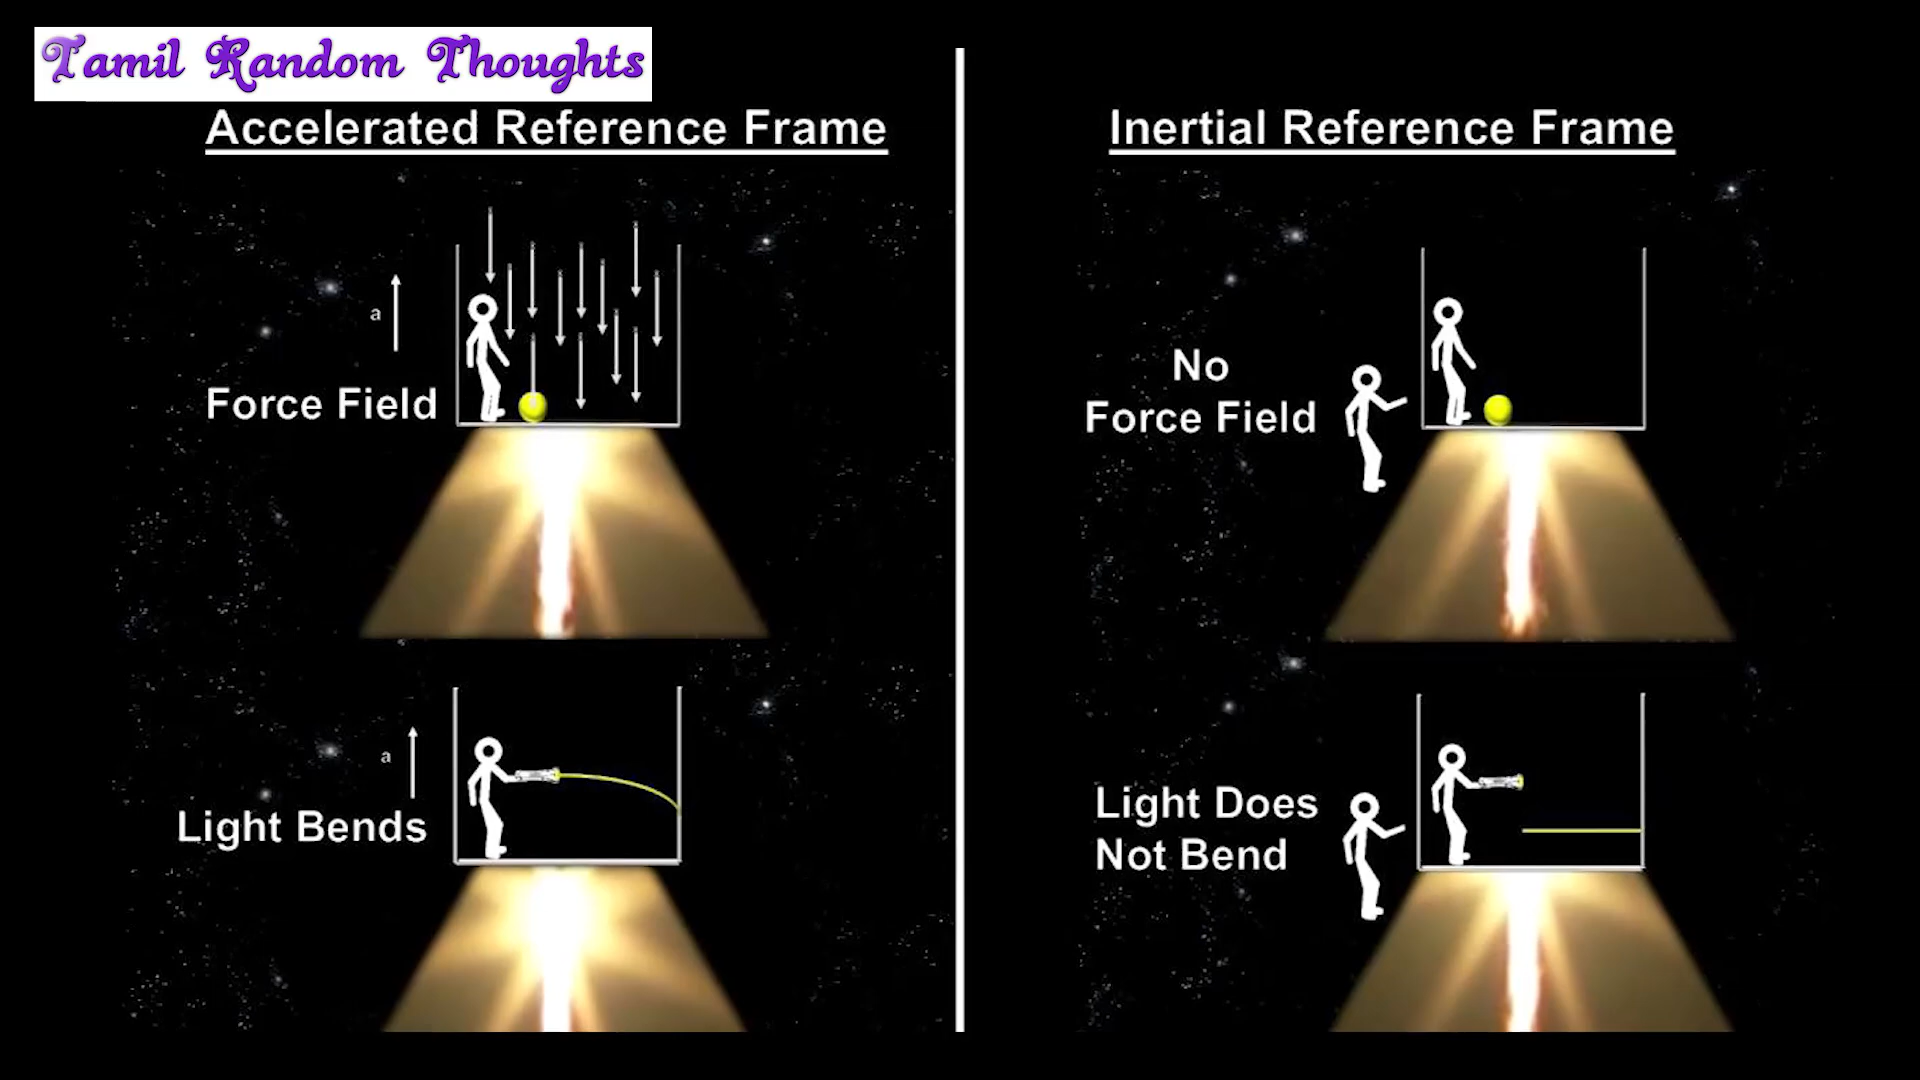 Tamil Random Thoughts
Accelerated Reference Frame
a
Force Field
a
Light Bends
Inertial Reference Frame
No
Force Field
Light Does
Not Bend